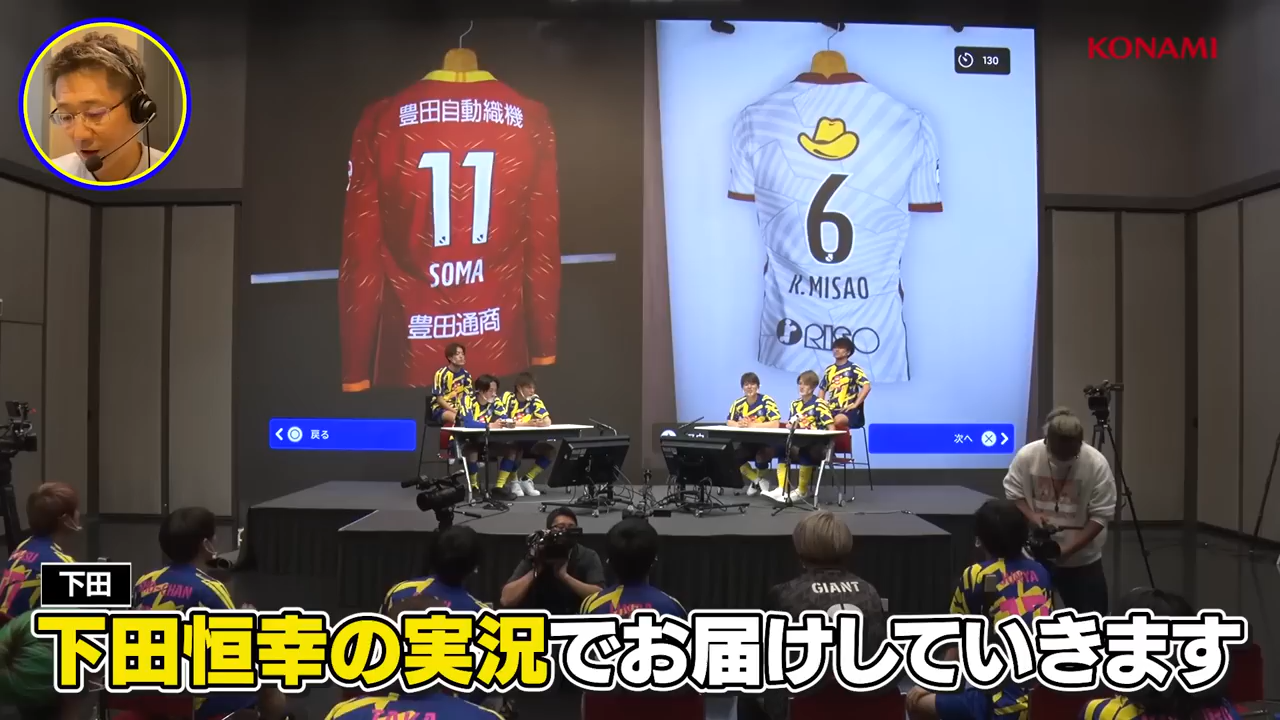 KONAMI
130
豊田自動織機
11
SOMA
豊田通商
6
R.MISAO
RISO
戻る
次へ
GIANT
下田
下田恒幸の実況でお届けしていきます